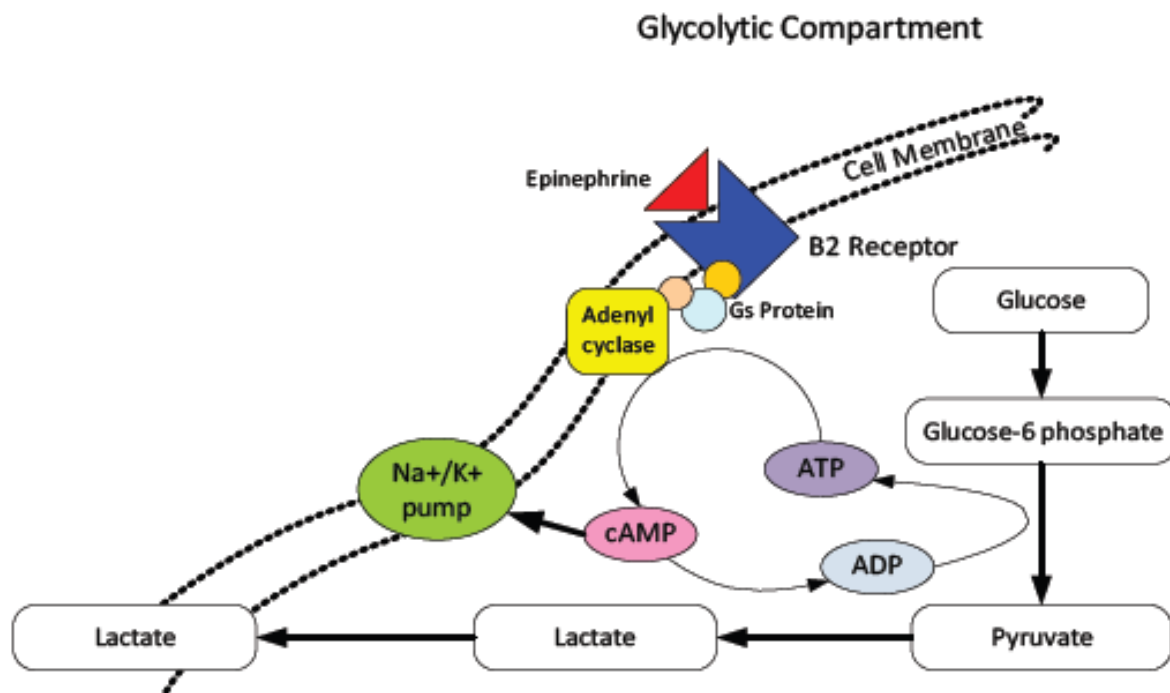 Glycolytic Compartment
Cell Membrane
Epinephrine
B2 Receptor
Glucose
Adenyl
cyclase
Gs Protein
Glucose-6 phosphate
Na+/K+
pump
ATP
cAMP
ADP
Lactate
Lactate
Pyruvate